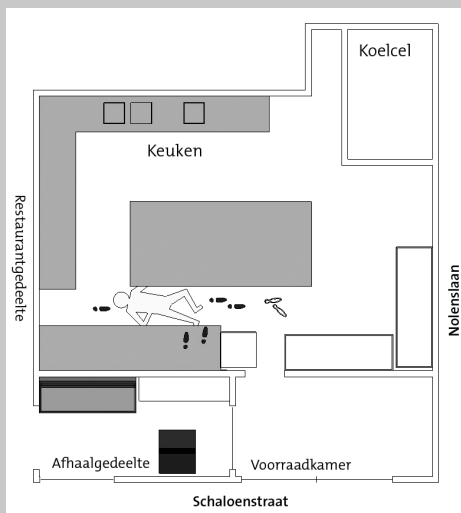 Koelcel
Keuken
Restaurantgedeelte
Nolenslaan
Afhaalgedeelte
Voorraadkamer
Schaloenstraat